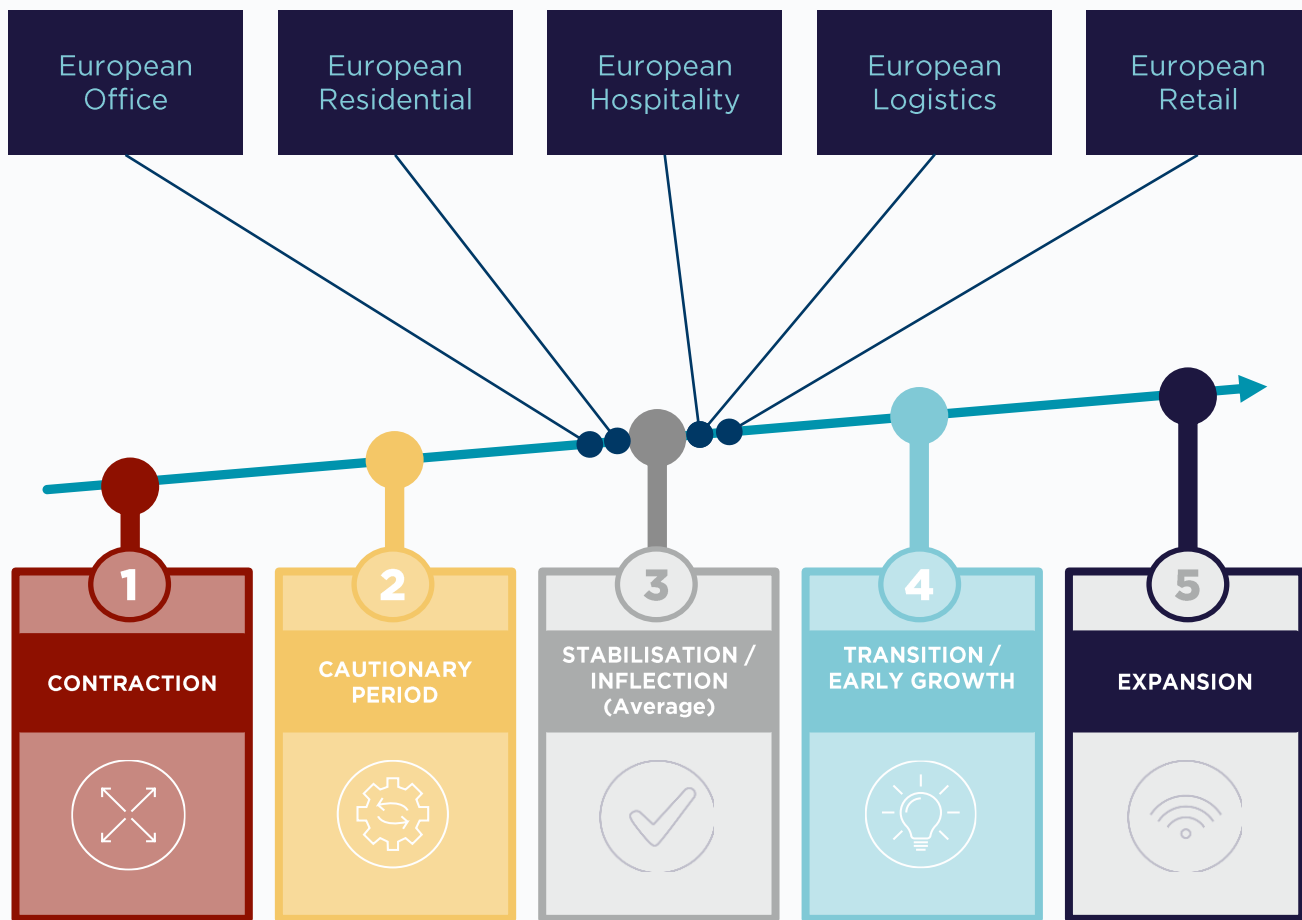 European
Office
European
Residential
European
Hospitality
European
Logistics
European
Retail
1
CONTRACTION
2
CAUTIONARY
PERIOD
3
STABILISATION /
INFLECTION
(Average)
4
TRANSITION /
EARLY GROWTH
5
EXPANSION